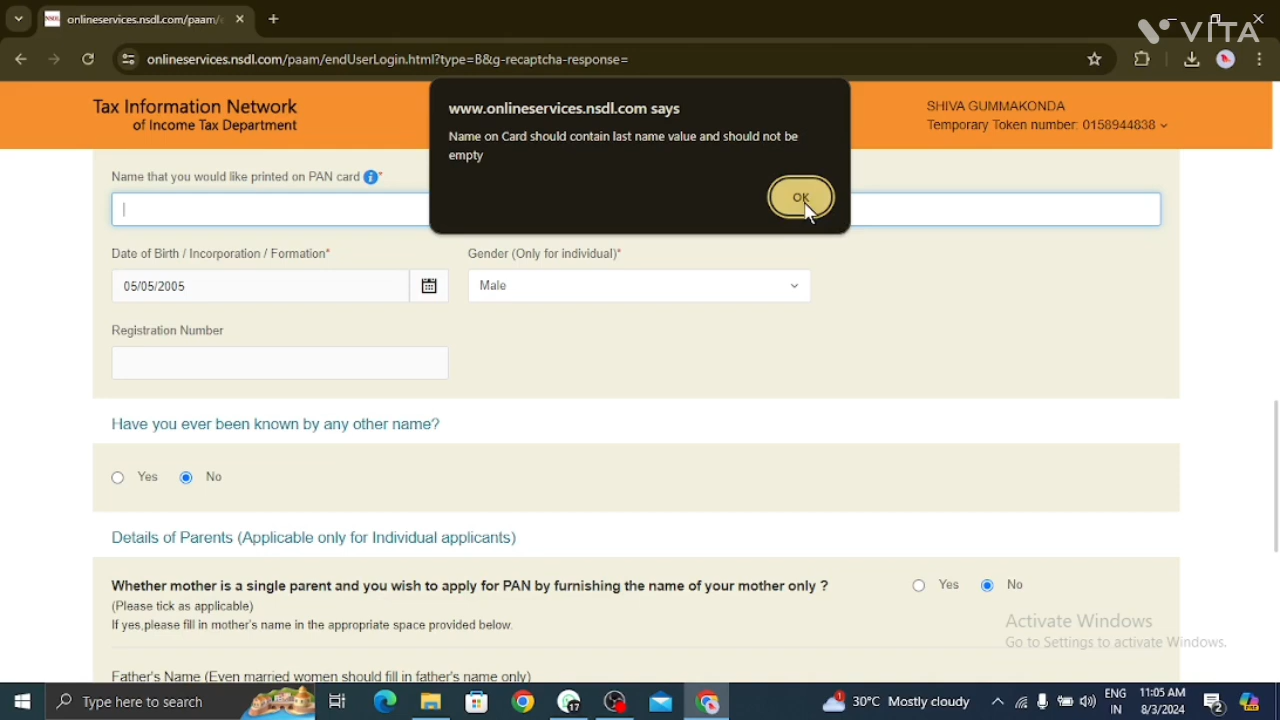 onlineservices.nsdl.com/paam/e
VITA
onlineservices.nsdl.com/paam/endUserLogin.html?type=B&g-recaptcha-response=
Tax Information Network
of Income Tax Department
www.onlineservices.nsdl.com says
Name on Card should contain last name value and should not be
empty
OK
SHIVA GUMMAKONDA
Temporary Token number: 0158944838
Name that you would like printed on PAN card *
Date of Birth / Incorporation / Formation*
Gender (Only for individual)*
05/05/2005
Male
Registration Number
Have you ever been known by any other name?
Yes
No
Details of Parents (Applicable only for Individual applicants)
Whether mother is a single parent and you wish to apply for PAN by furnishing the name of your mother only ?
Yes
No
(Please tick as applicable)
If yes,please fill in mother's name in the appropriate space provided below.
Activate Windows
Go to Settings to activate Windows.
Father's Name (Even married women should fill in father's name only)
Type here to search
17
1
30°C Mostly cloudy
ENG
IN
11:05 AM
8/3/2024
2